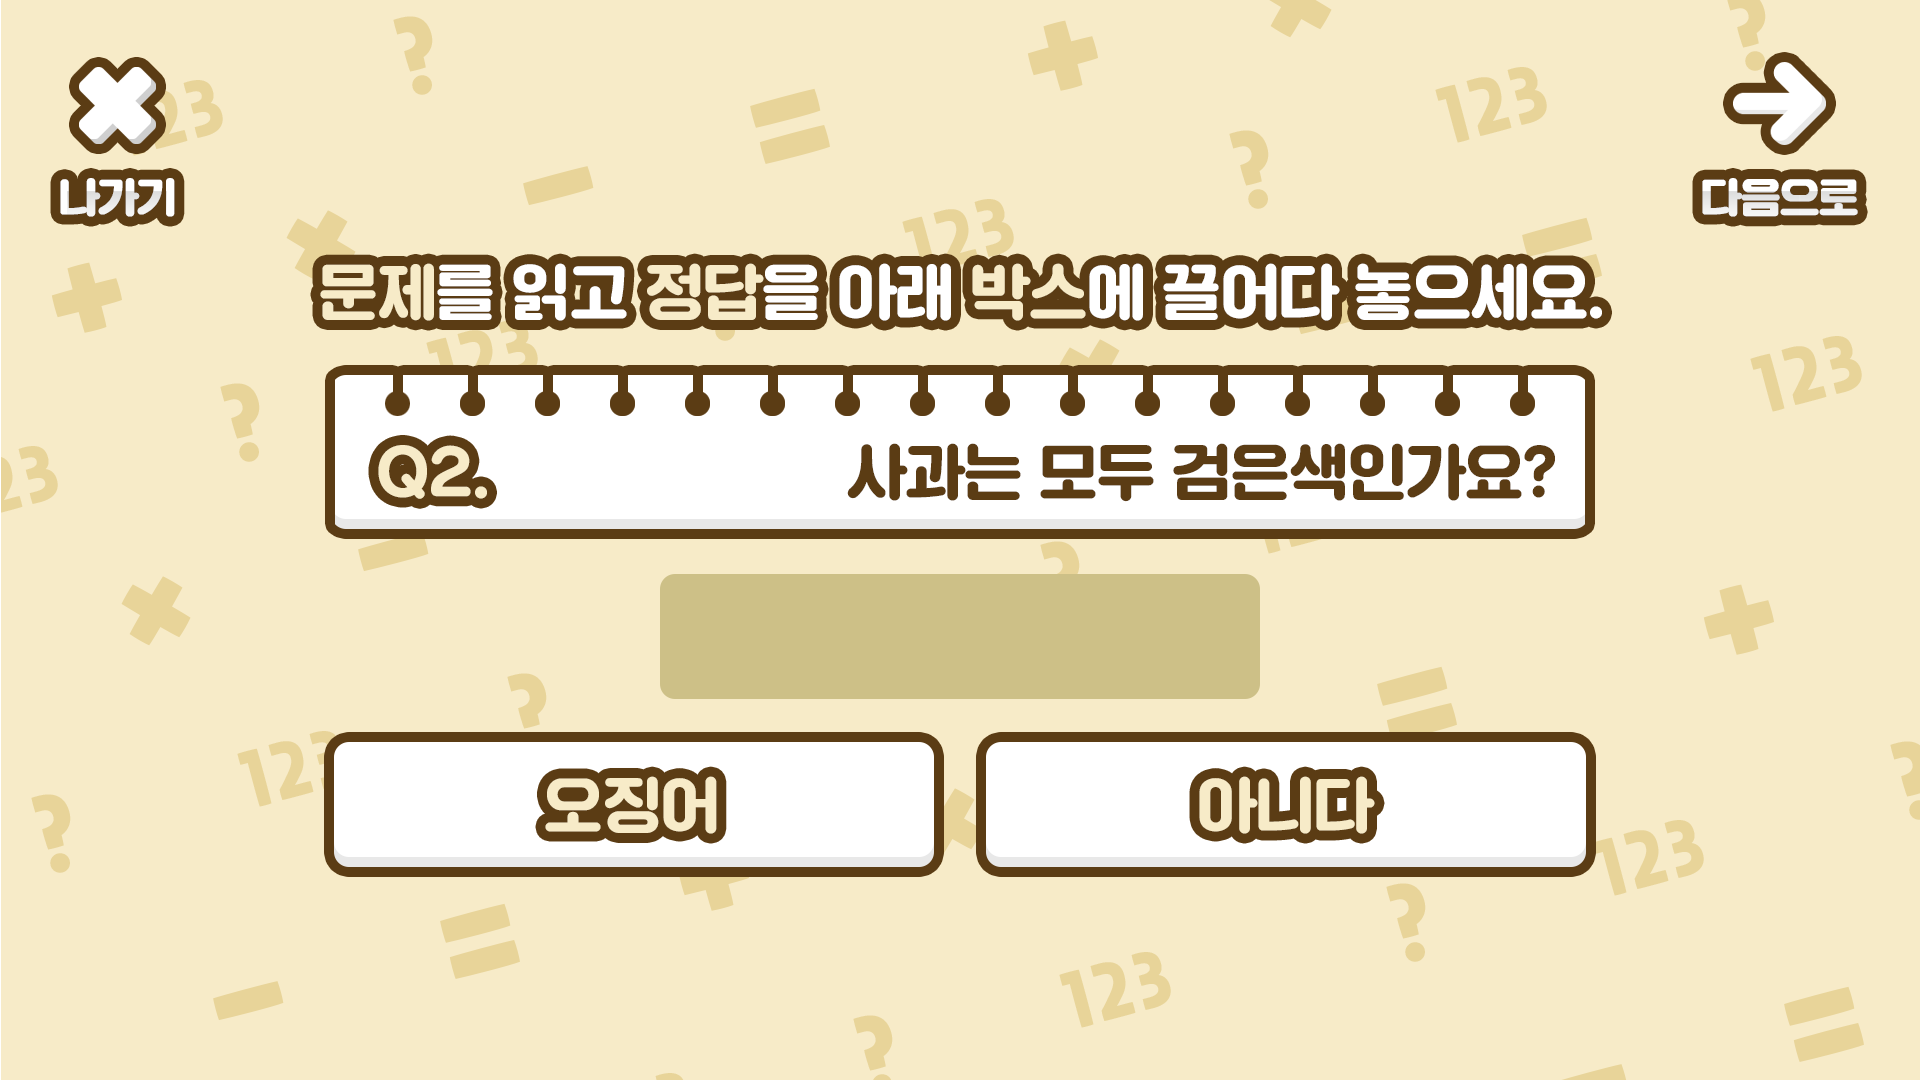 나가기
다음으로
문제를 읽고 정답을 아래 박스에 끌어다 놓으세요.
Q2. 사과는 모두 검은색인가요?
오징어
아니다